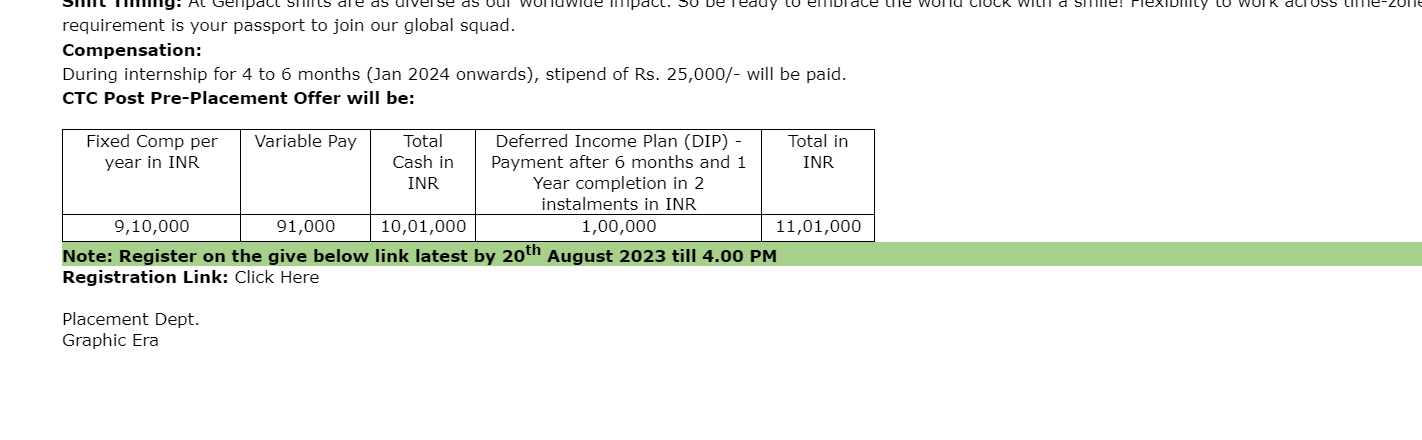 Shift Timing: At Genpact shifts are as diverse as our worldwide impact. So be ready to embrace the world clock with a smile! Flexibility to work across
requirement is your passport to join our global squad.
Compensation:
During internship for 4 to 6 months (Jan 2024 onwards), stipend of Rs. 25,000/- will be paid.
CTC Post Pre-Placement Offer will be:
Fixed Comp per
year in INR
Variable Pay
Total
Cash in
INR
Deferred Income Plan (DIP) -
Payment after 6 months and 1
Year completion in 2
instalments in INR
Total in
INR
9,10,000 91,000 10,01,000 1,00,000 11,01,000
Note: Register on the give below link latest by 20th August 2023 till 4.00 PM
Registration Link: Click Here
Placement Dept.
Graphic Era